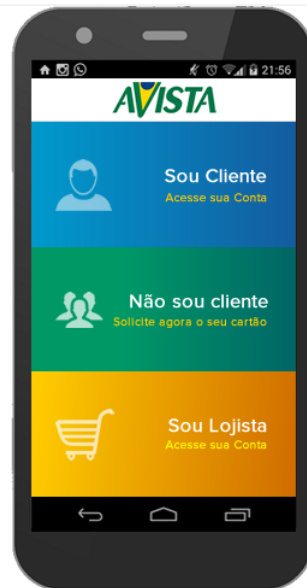 21:56
AVISTA
Sou Cliente
Acesse sua Conta
Não sou cliente
Solicite agora o seu cartão
Sou Lojista
Acesse sua Conta